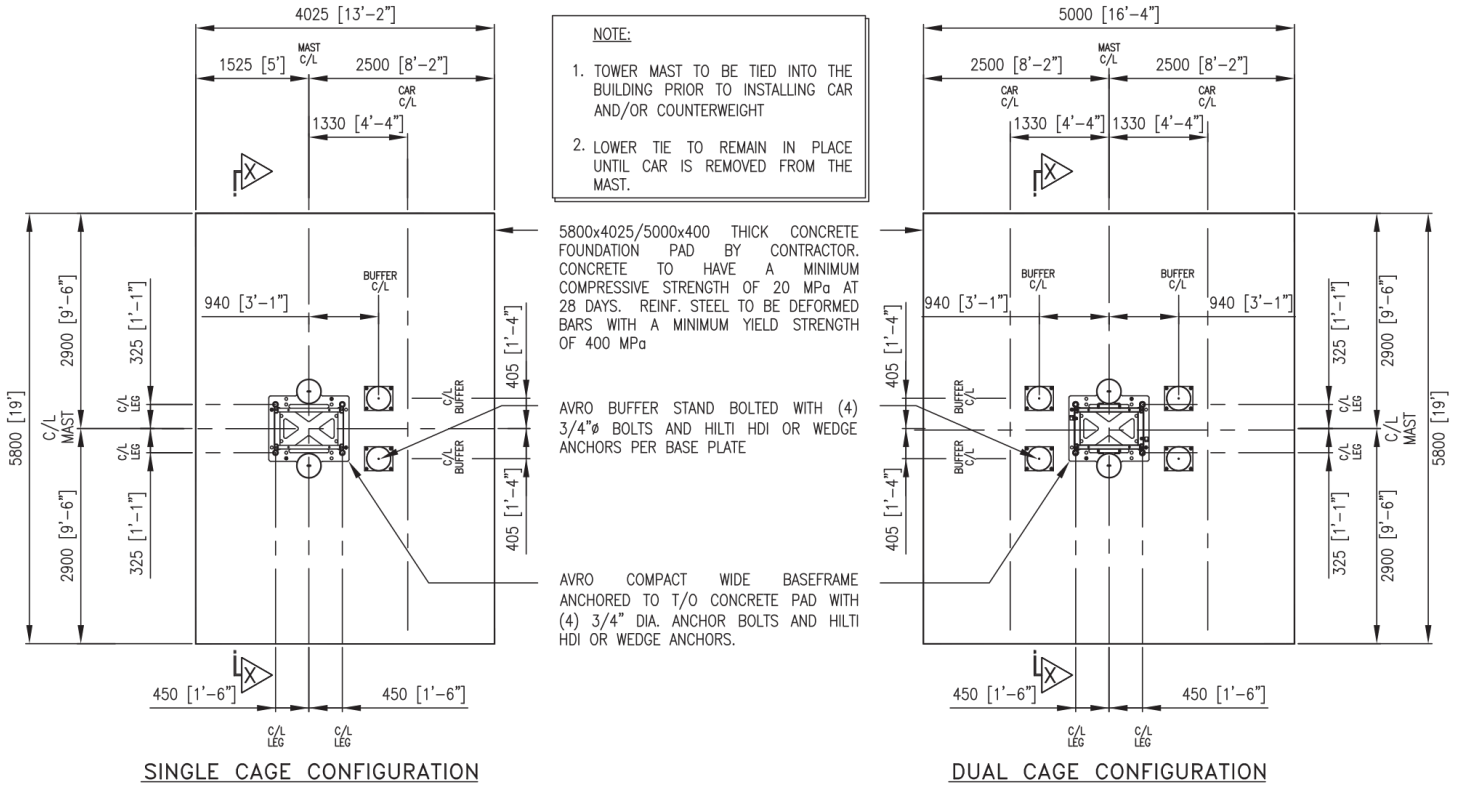 4025 [13'-2"]
MAST
C/L
1525 [5']
2500 [8'-2"]
CAR
C/L
1330 [4'-4"]
X
5800 [19']
2900 [9'-6"]
C/L
MAST
2900 [9'-6"]
325 [1'-1"]
C/L
LEG
C/L
LEG
325 [1'-1"]
940 [3'-1"]
BUFFER
C/L
405 [1'-4"]
C/L
BUFFER
C/L
BUFFER
405 [1'-4"]
X
450 [1'-6"]
450 [1'-6"]
C/L
LEG
C/L
LEG
SINGLE CAGE CONFIGURATION
NOTE:
1. TOWER MAST TO BE TIED INTO THE
BUILDING PRIOR TO INSTALLING CAR
AND/OR COUNTERWEIGHT
2. LOWER TIE TO REMAIN IN PLACE
UNTIL CAR IS REMOVED FROM THE
MAST.
5800x4025/5000x400 THICK CONCRETE
FOUNDATION PAD BY CONTRACTOR.
CONCRETE TO HAVE A MINIMUM
COMPRESSIVE STRENGTH OF 20 MPa AT
28 DAYS. REINF. STEEL TO BE DEFORMED
BARS WITH A MINIMUM YIELD STRENGTH
OF 400 MPa
AVRO BUFFER STAND BOLTED WITH (4)
3/4"ø BOLTS AND HILTI HDI OR WEDGE
ANCHORS PER BASE PLATE
AVRO COMPACT WIDE BASEFRAME
ANCHORED TO T/O CONCRETE PAD WITH
(4) 3/4" DIA. ANCHOR BOLTS AND HILTI
HDI OR WEDGE ANCHORS.
5000 [16'-4"]
MAST
C/L
2500 [8'-2"]
2500 [8'-2"]
CAR
C/L
CAR
C/L
1330 [4'-4"]
1330 [4'-4"]
X
BUFFER
C/L
BUFFER
C/L
940 [3'-1"]
940 [3'-1"]
405 [1'-4"]
BUFFER
C/L
BUFFER
C/L
405 [1'-4"]
325 [1'-1"]
C/L
LEG
C/L
LEG
325 [1'-1"]
2900 [9'-6"]
C/L
MAST
2900 [9'-6"]
5800 [19']
X
450 [1'-6"]
450 [1'-6"]
C/L
LEG
C/L
LEG
DUAL CAGE CONFIGURATION